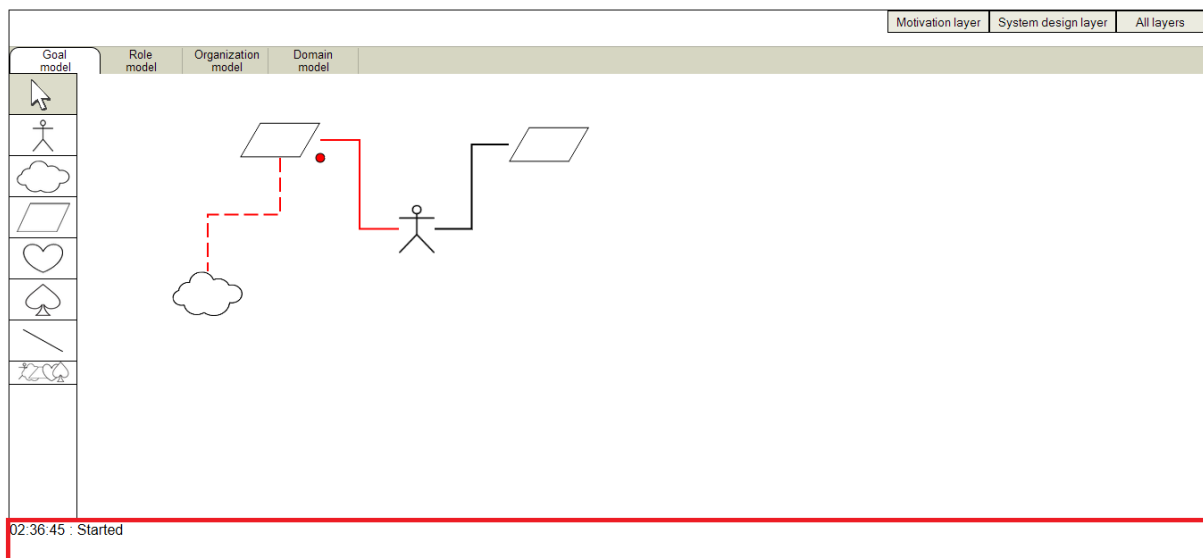 Motivation layer
System design layer
All layers
Goal
model
Role
model
Organization
model
Domain
model
02:36:45 : Started